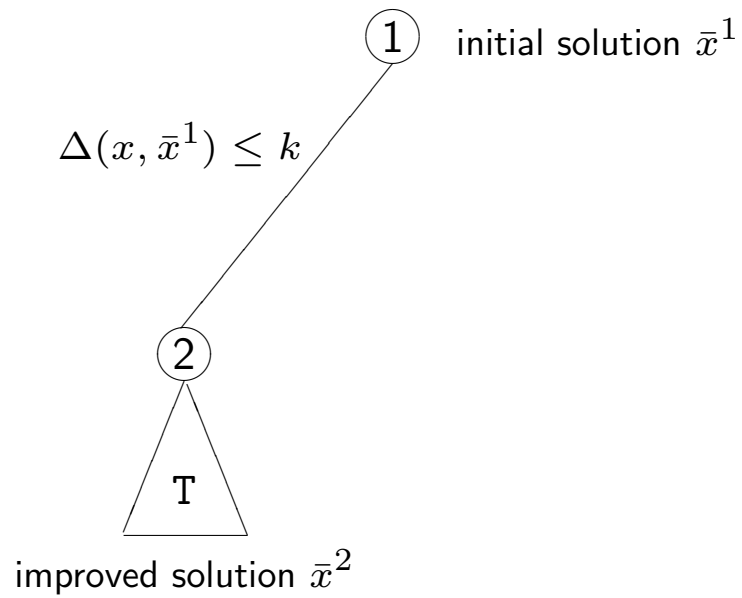 1
initial solution x̄¹
Δ(x, x̄¹) ≤ k
2
T
improved solution x̄²